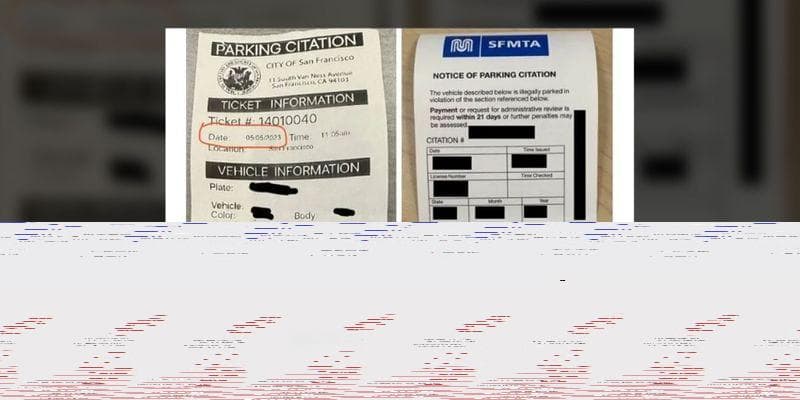 PARKING CITATION
CITY OF San Francisco
11 South Van Ness Avenue
San Francisco, CA 94103
TICKET INFORMATION
Ticket #: 14010040
Date: 05/05/2023 Time: 11:05am
Location: San Francisco
VEHICLE INFORMATION
Plate:
Vehicle:
Color: Body
SFMTA
NOTICE OF PARKING CITATION
The vehicle described below is illegally parked in
violation of the section referenced below.
Payment or request for administrative review is
required within 21 days or further penalties may
be assessed
CITATION #
Date Time Issued
License Number Time Checked
State Month Year